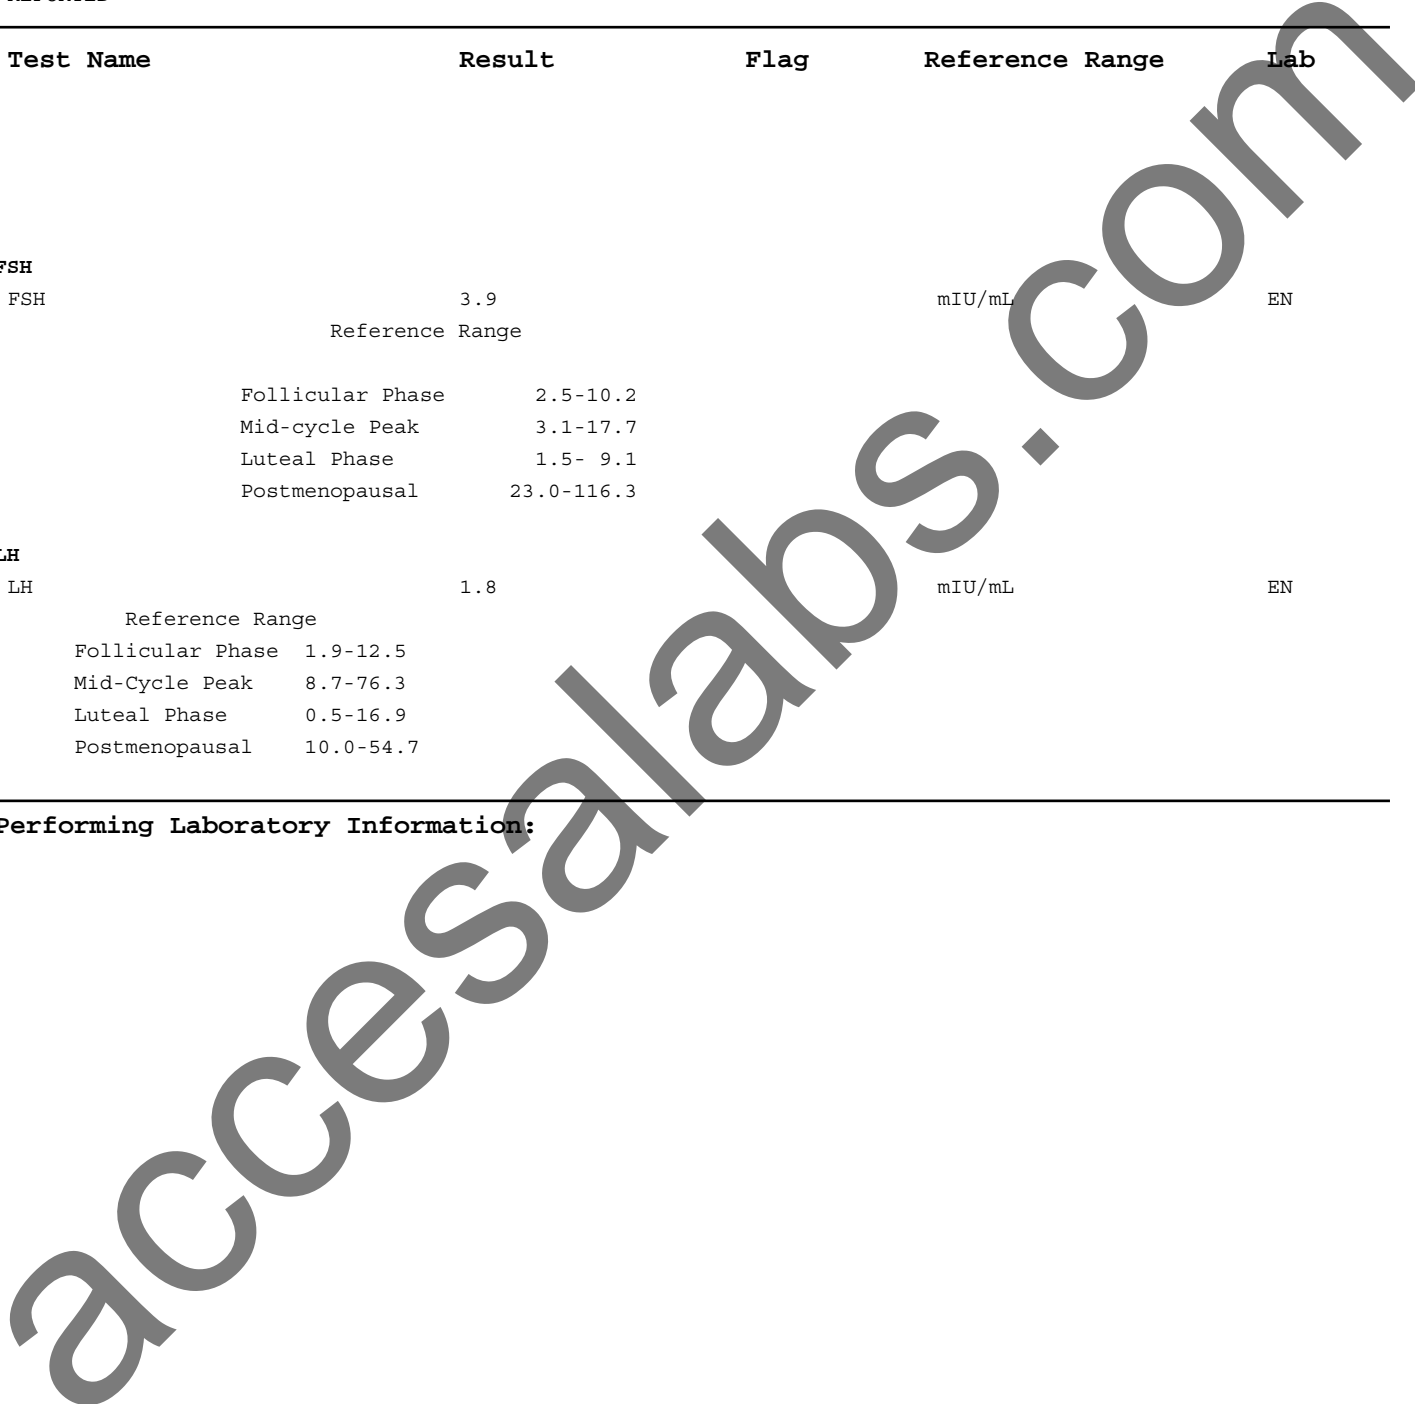 Test Name Result Flag Reference Range Lab
FSH
FSH 3.9 mIU/mL EN
Reference Range
Follicular Phase 2.5-10.2
Mid-cycle Peak 3.1-17.7
Luteal Phase 1.5- 9.1
Postmenopausal 23.0-116.3
LH
LH 1.8 mIU/mL EN
Reference Range
Follicular Phase 1.9-12.5
Mid-Cycle Peak 8.7-76.3
Luteal Phase 0.5-16.9
Postmenopausal 10.0-54.7
Performing Laboratory Information:
accesalabs.com